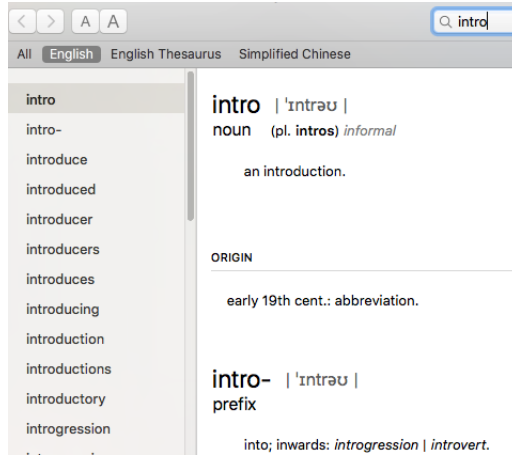 A A
intro
All English English Thesaurus Simplified Chinese
intro
intro-
introduce
introduced
introducer
introducers
introduces
introducing
introduction
introductions
introductory
introgression
intro | ˈɪntrəʊ |
noun (pl. intros) informal
an introduction.
ORIGIN
early 19th cent.: abbreviation.
intro- | ˈɪntrəʊ |
prefix
into; inwards: introgression | introvert.